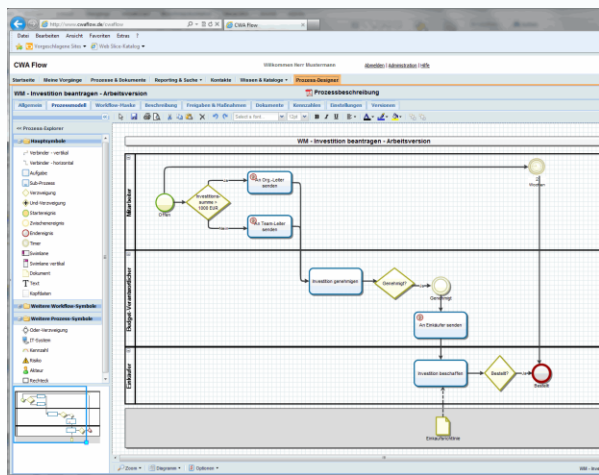 http://www.cwaflow.de/cwaflow
CWA Flow
Datei Bearbeiten Ansicht Favoriten Extras ?
Vorgeschlagene Sites Web Slice-Katalog
CWA Flow
Willkommen Herr Mustermann
Abmelden | Administration | Hilfe
Startseite Meine Vorgänge Prozesse & Dokumente Reporting & Suche Kontakte Wissen & Kataloge Prozess-Designer
WM - Investition beantragen - Arbeitsversion
Prozessbeschreibung
Allgemein Prozessmodell Workflow-Maske Beschreibung Freigaben & Maßnahmen Dokumente Kennzahlen Einstellungen Versionen
<< Prozess-Explorer
Hauptsymbole
Verbinder - vertikal
Verbinder - horizontal
Aufgabe
Sub-Prozess
Verzweigung
Und-Verzweigung
Startereignis
Zwischenereignis
Endereignis
Timer
Swimlane
Swimlane vertikal
Dokument
Text
Kopfdaten
Weitere Workflow-Symbole
Weitere Prozess-Symbole
Oder-Verzweigung
IT-System
Kennzahl
Risiko
Akteur
Rechteck
WM - Investition beantragen - Arbeitsversion
Mitarbeiter
Offen
Investitions-
summe >
1000 EUR
An Org.-Leiter
senden
An Team-Leiter
senden
Budget-Verantwortlicher
Investition genehmigen
Genehmigt?
Genehmigt
An Einkäufer senden
Einkäufer
Investition beschaffen
Bestellt?
Bestellt
Einkaufsrichtlinie
Zoom Diagramm Optionen